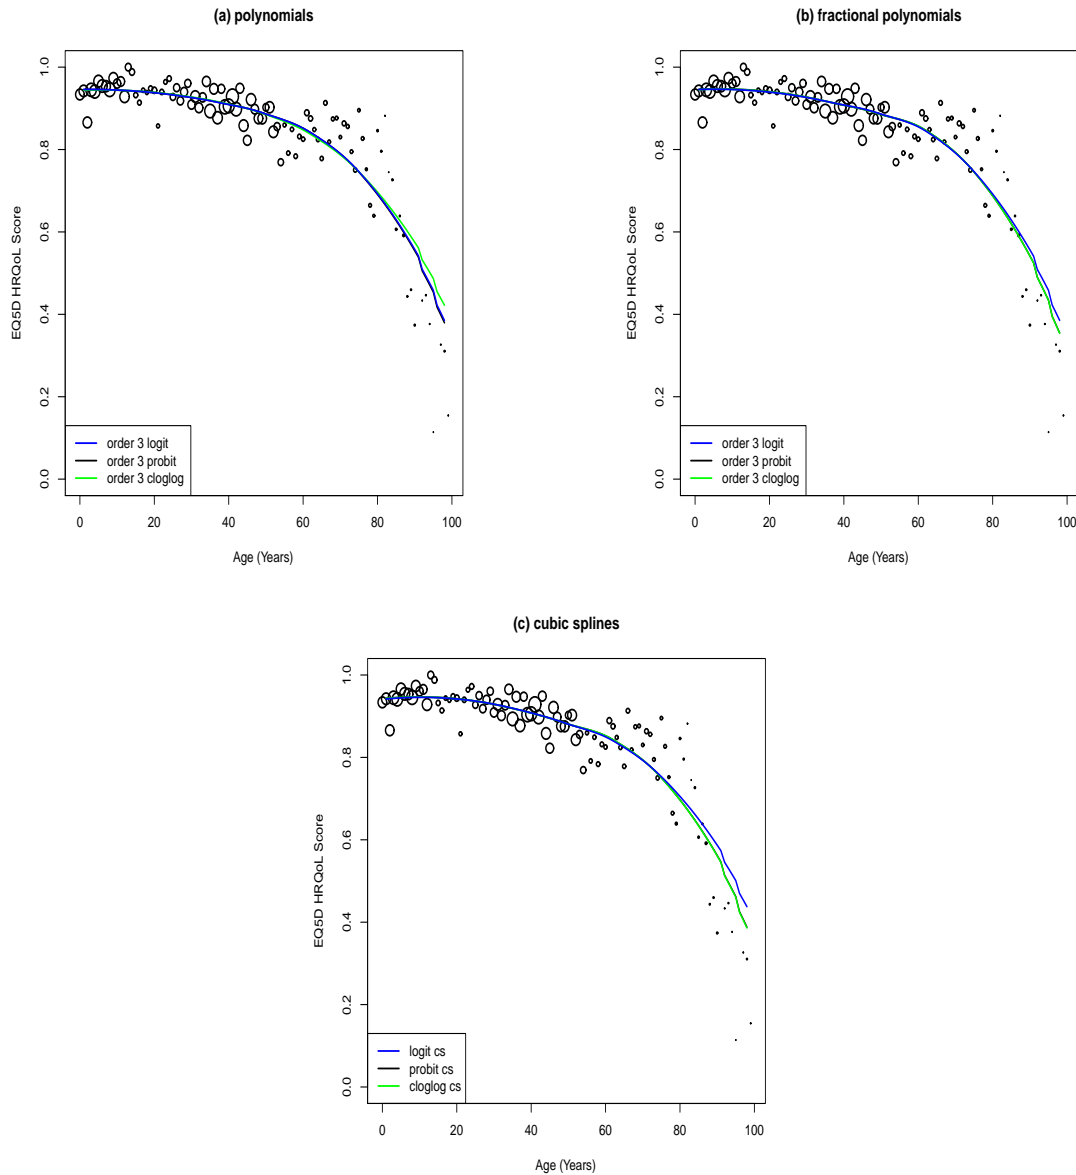 (a) polynomials
EQ5D HRQoL Score
1.0
0.8
0.6
0.4
0.2
0.0
order 3 logit
order 3 probit
order 3 cloglog
0 20 40 60 80 100
Age (Years)
(b) fractional polynomials
EQ5D HRQoL Score
1.0
0.8
0.6
0.4
0.2
0.0
order 3 logit
order 3 probit
order 3 cloglog
0 20 40 60 80 100
Age (Years)
(c) cubic splines
EQ5D HRQoL Score
1.0
0.8
0.6
0.4
0.2
0.0
logit cs
probit cs
cloglog cs
0 20 40 60 80 100
Age (Years)